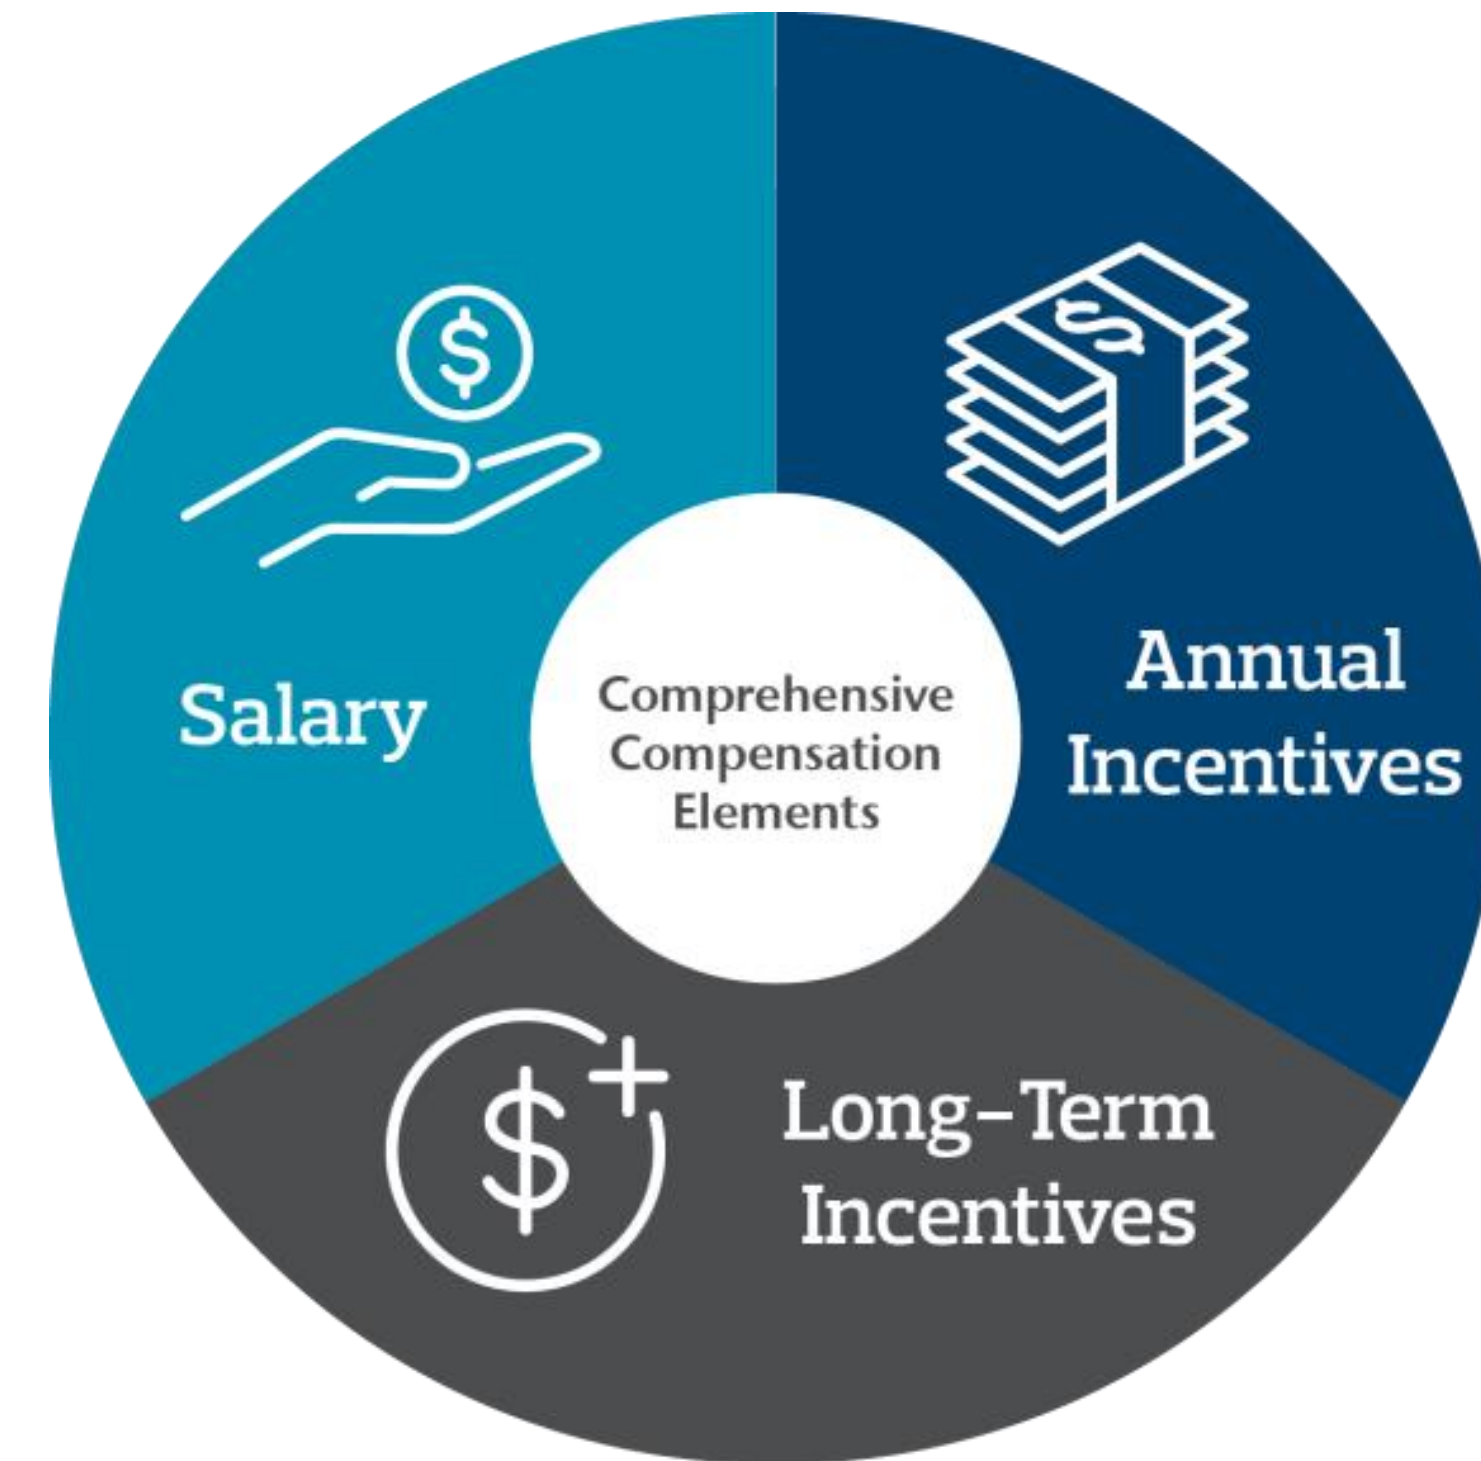 Salary
Annual
Incentives
Comprehensive
Compensation
Elements
Long-Term
Incentives